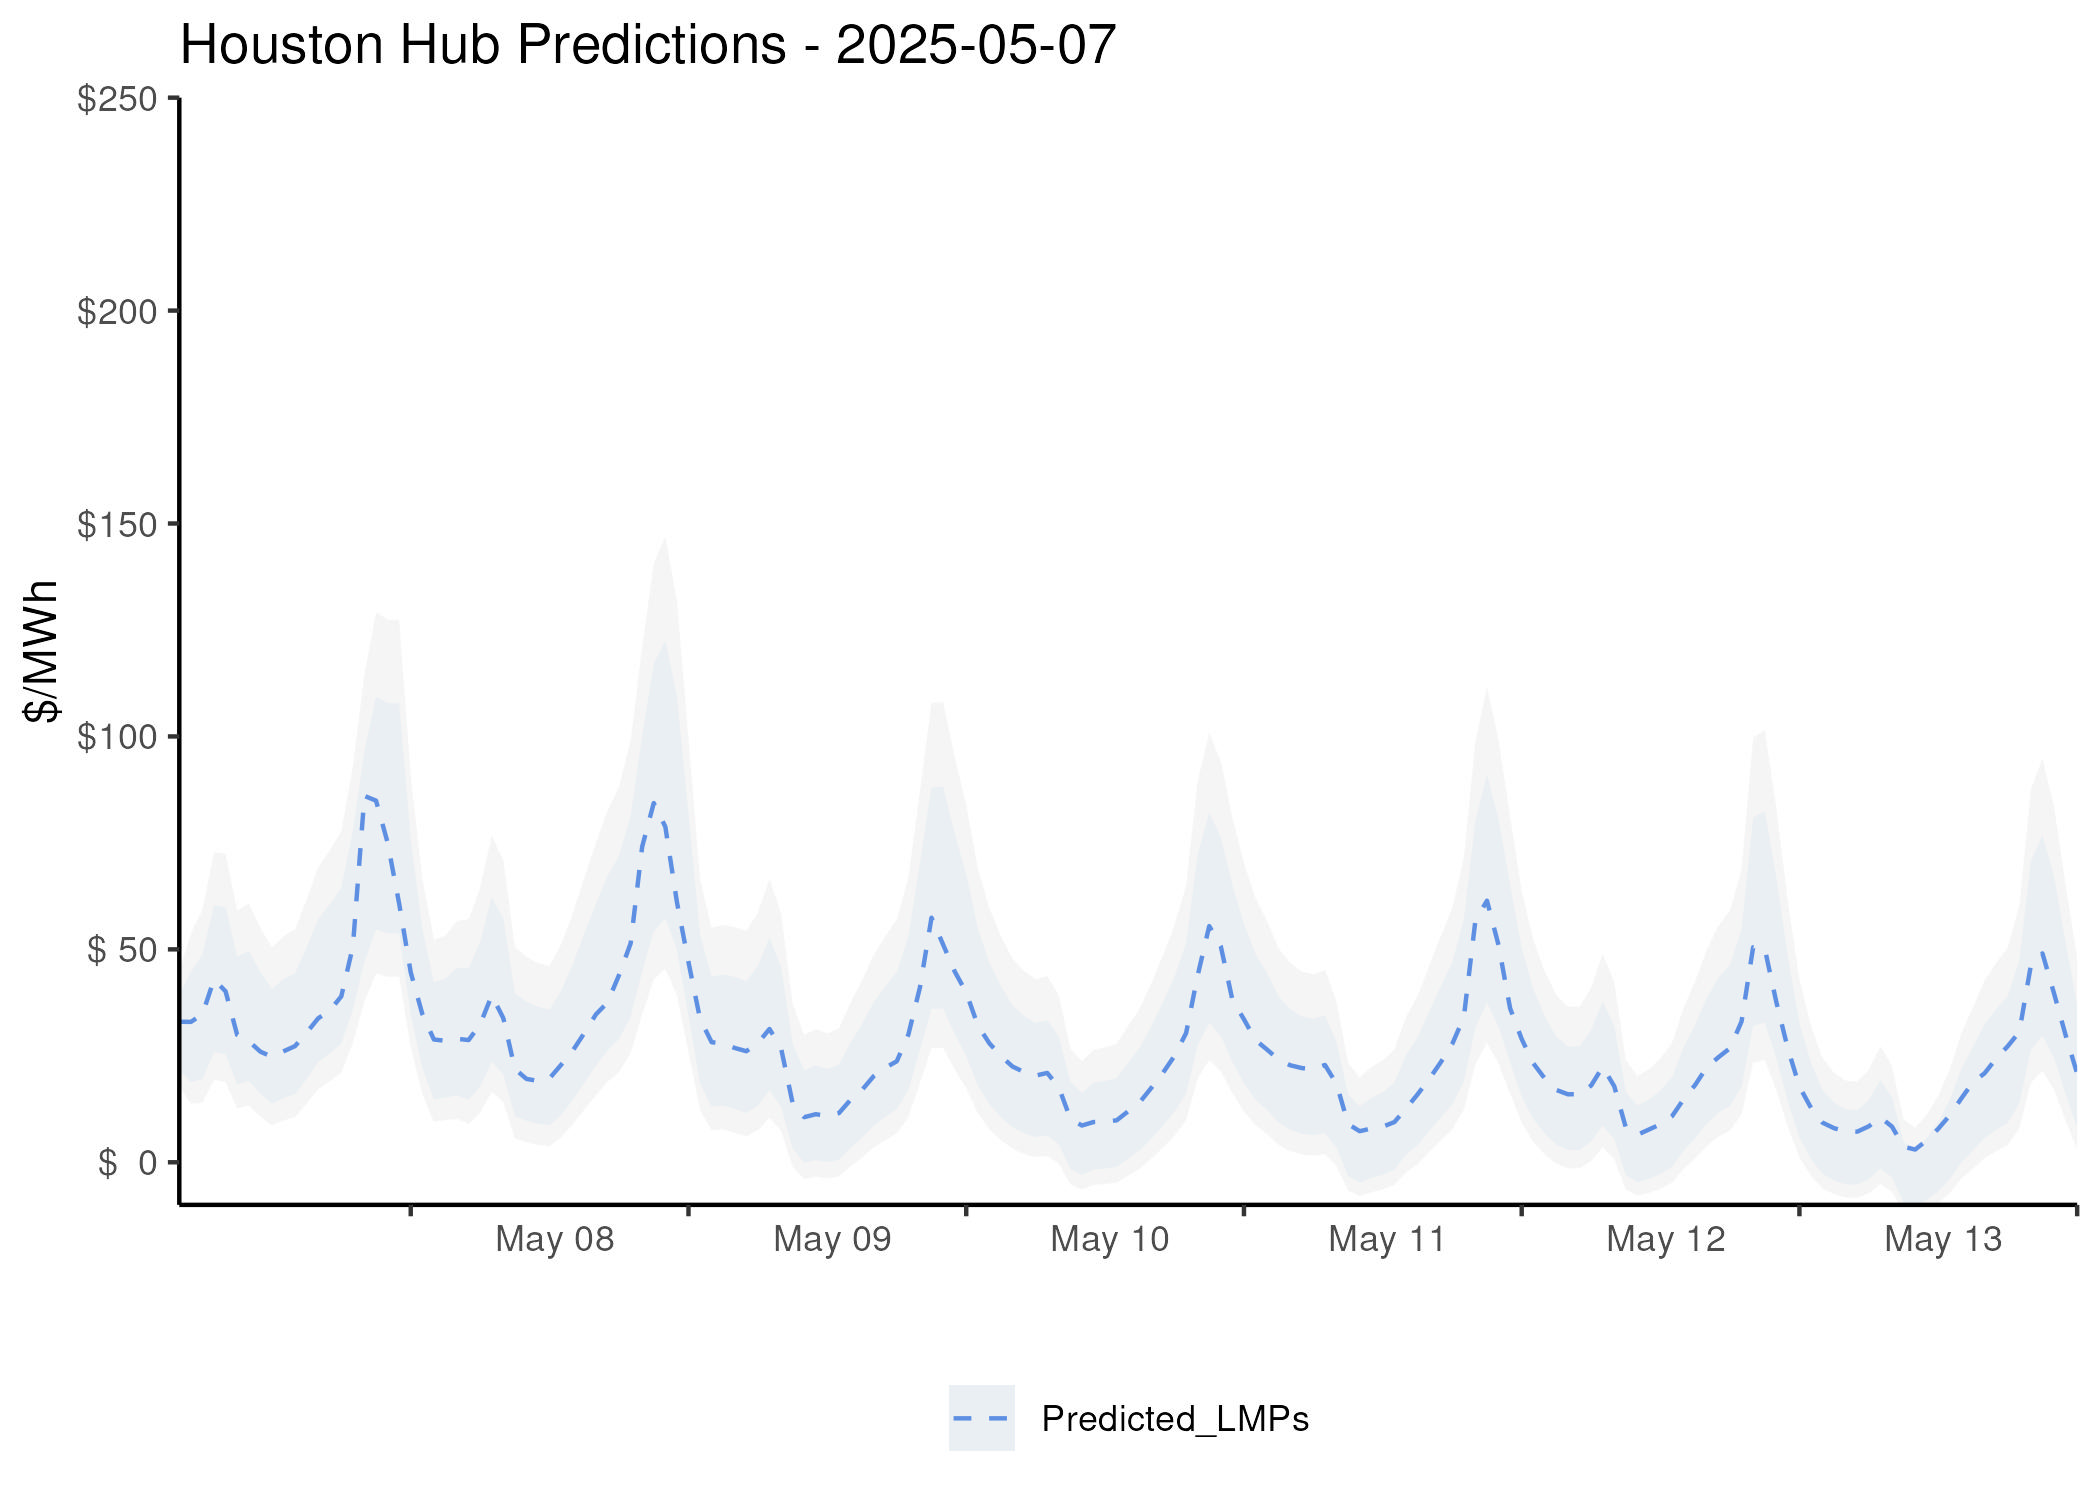 Houston Hub Predictions - 2025-05-07
$250
$200
$150
$100
$ 50
$  0
$/MWh
May 08
May 09
May 10
May 11
May 12
May 13
Predicted_LMPs